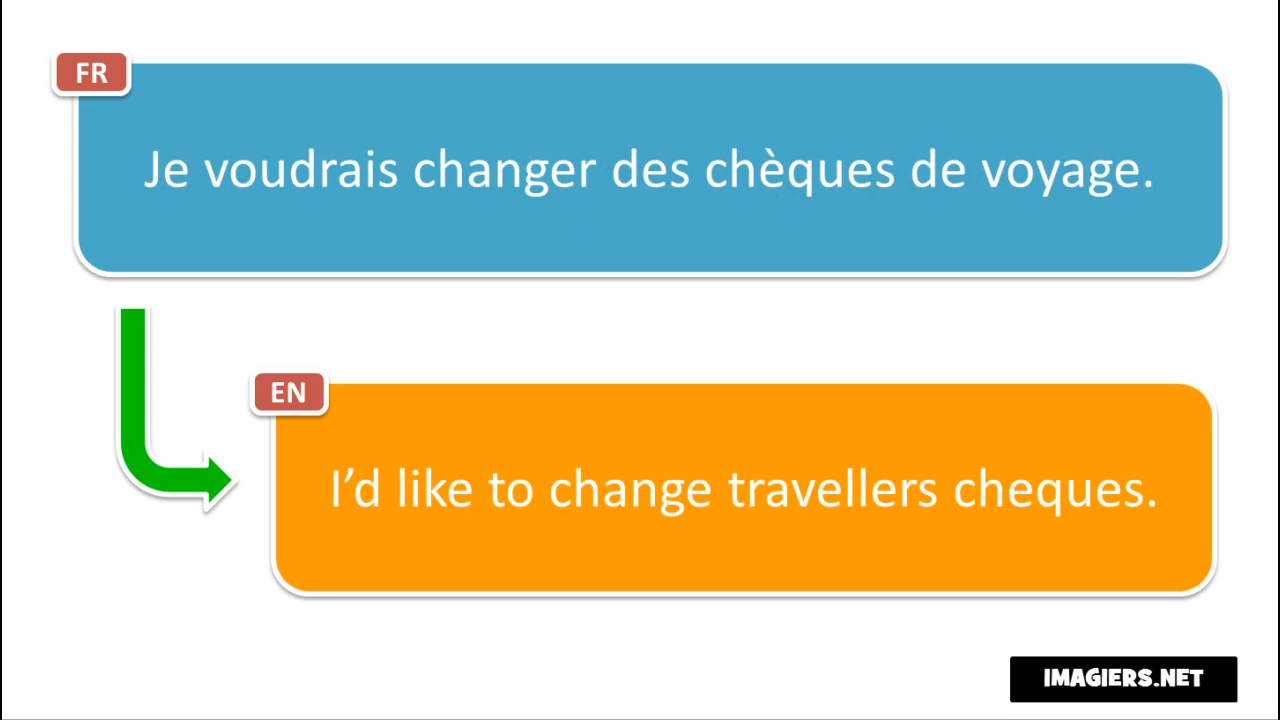 FR
Je voudrais changer des chèques de voyage.
EN
I’d like to change travellers cheques.
IMAGIERS.NET